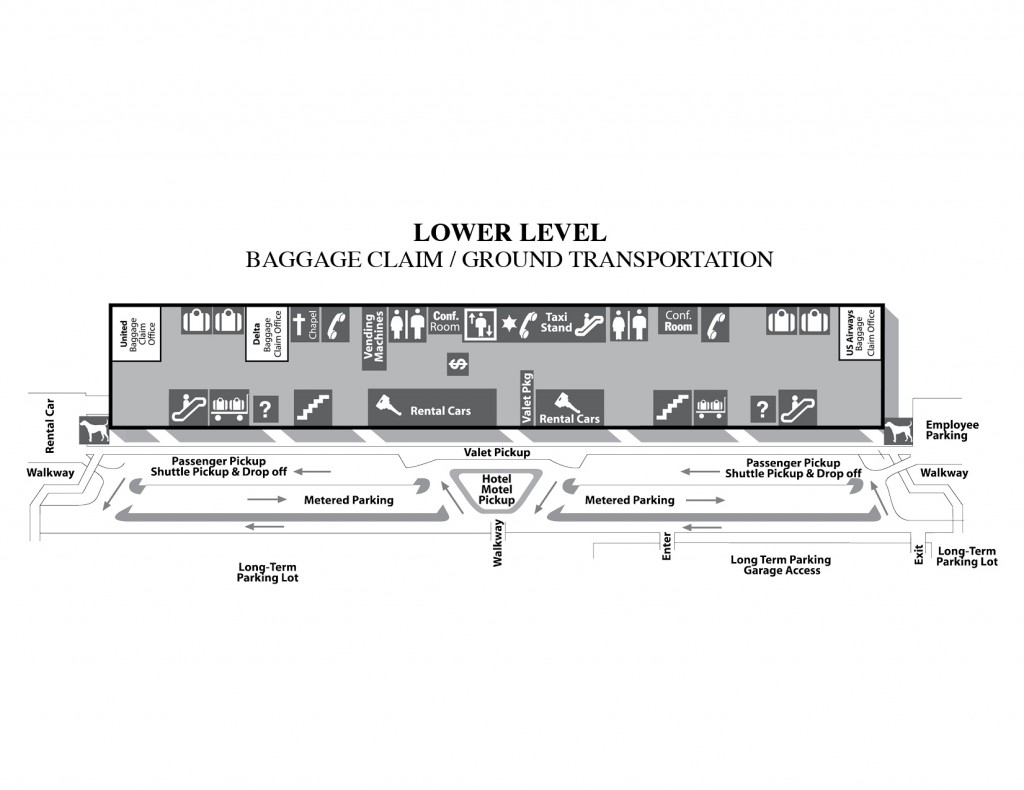 LOWER LEVEL
BAGGAGE CLAIM / GROUND TRANSPORTATION
United
Baggage
Claim
Office
Delta
Baggage
Claim Office
Chapel
Vending
Machines
Conf.
Room
Taxi
Stand
Conf.
Room
US Airways
Baggage
Claim Office
$
?
Rental Cars
Valet Pkg
Rental Cars
?
Rental Car
Employee
Parking
Valet Pickup
Walkway
Passenger Pickup
Shuttle Pickup & Drop off
Hotel
Motel
Pickup
Passenger Pickup
Shuttle Pickup & Drop off
Walkway
Metered Parking
Metered Parking
Walkway
Enter
Exit
Long-Term
Parking Lot
Long Term Parking
Garage Access
Long-Term
Parking Lot